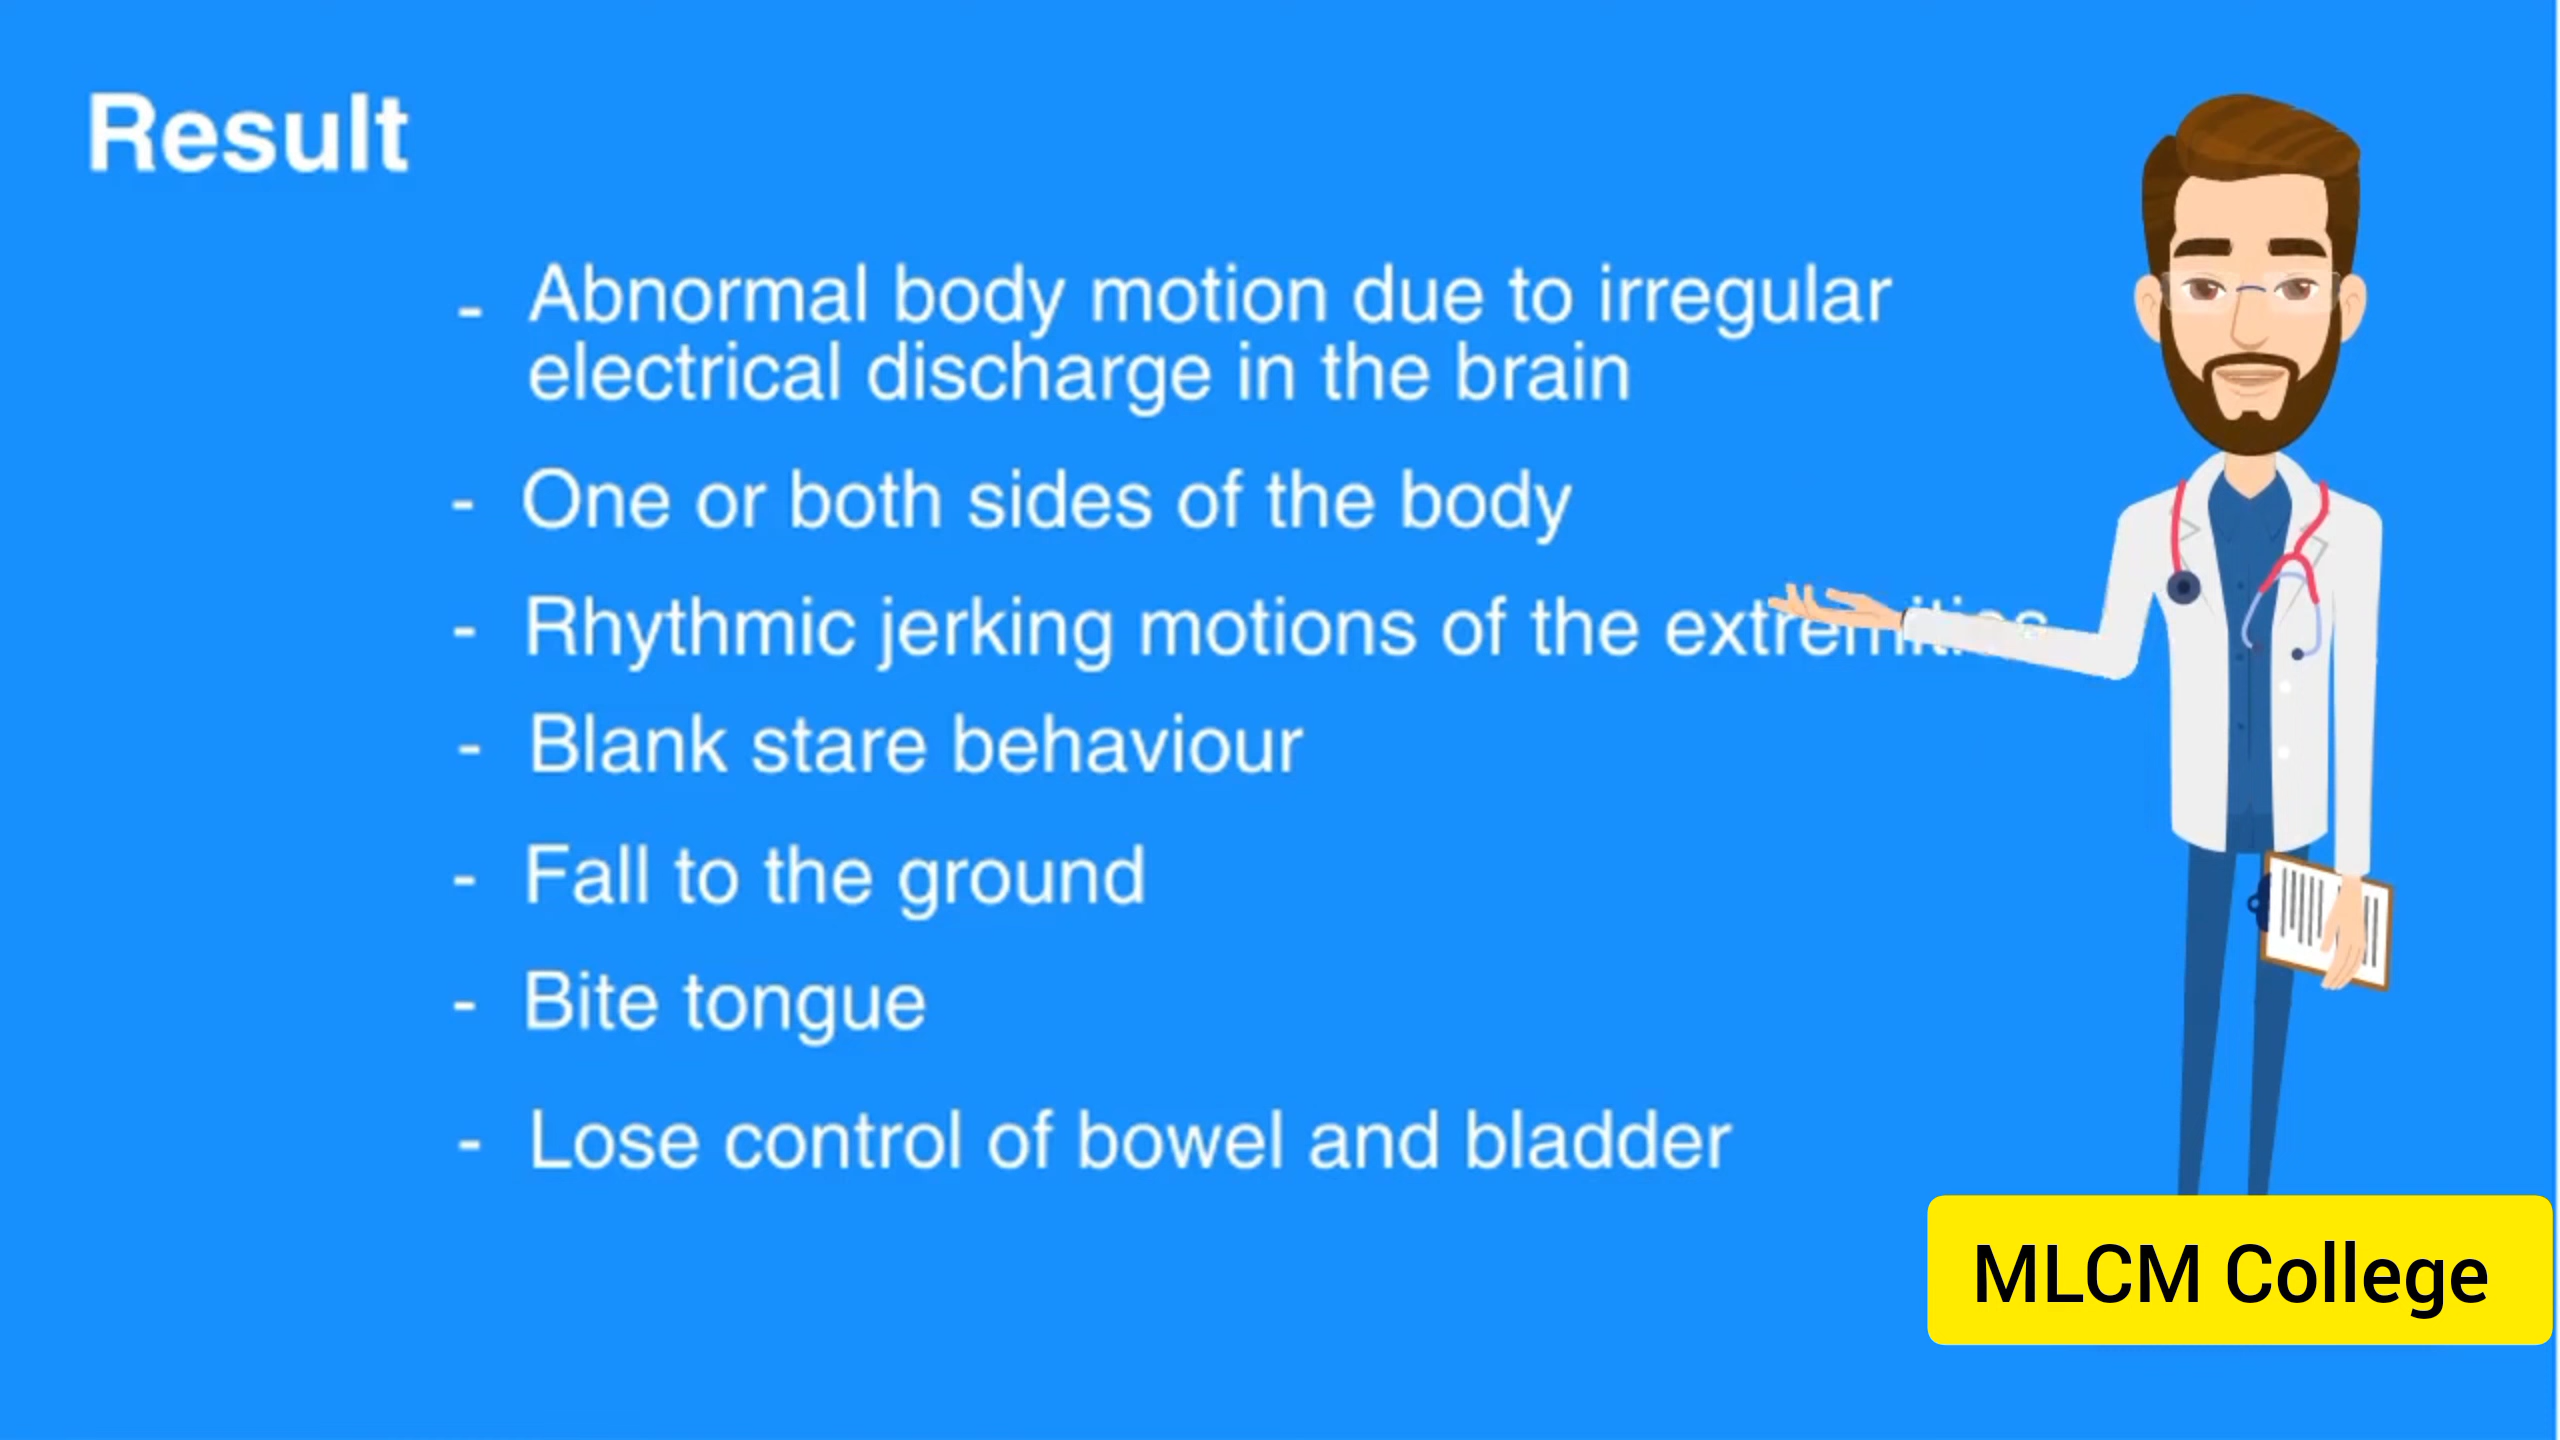 Result
- Abnormal body motion due to irregular
electrical discharge in the brain
- One or both sides of the body
- Rhythmic jerking motions of the extremities
- Blank stare behaviour
- Fall to the ground
- Bite tongue
- Lose control of bowel and bladder
MLCM College